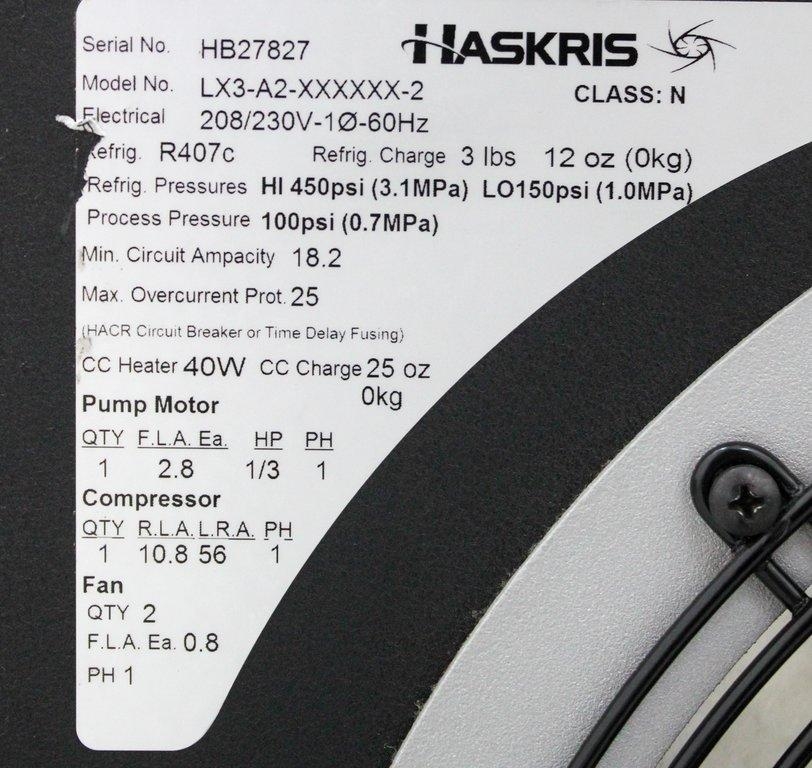 Serial No. HB27827
HASKRIS
Model No. LX3-A2-XXXXXX-2
CLASS: N
Electrical 208/230V-1Ø-60Hz
Refrig. R407c Refrig. Charge 3 lbs 12 oz (0kg)
Refrig. Pressures HI 450psi (3.1MPa) LO150psi (1.0MPa)
Process Pressure 100psi (0.7MPa)
Min. Circuit Ampacity 18.2
Max. Overcurrent Prot. 25
(HACR Circuit Breaker or Time Delay Fusing)
CC Heater 40W CC Charge 25 oz
0kg
Pump Motor
QTY F.L.A. Ea. HP PH
1 2.8 1/3 1
Compressor
QTY R.L.A. L.R.A. PH
1 10.8 56 1
Fan
QTY 2
F.L.A. Ea. 0.8
PH 1